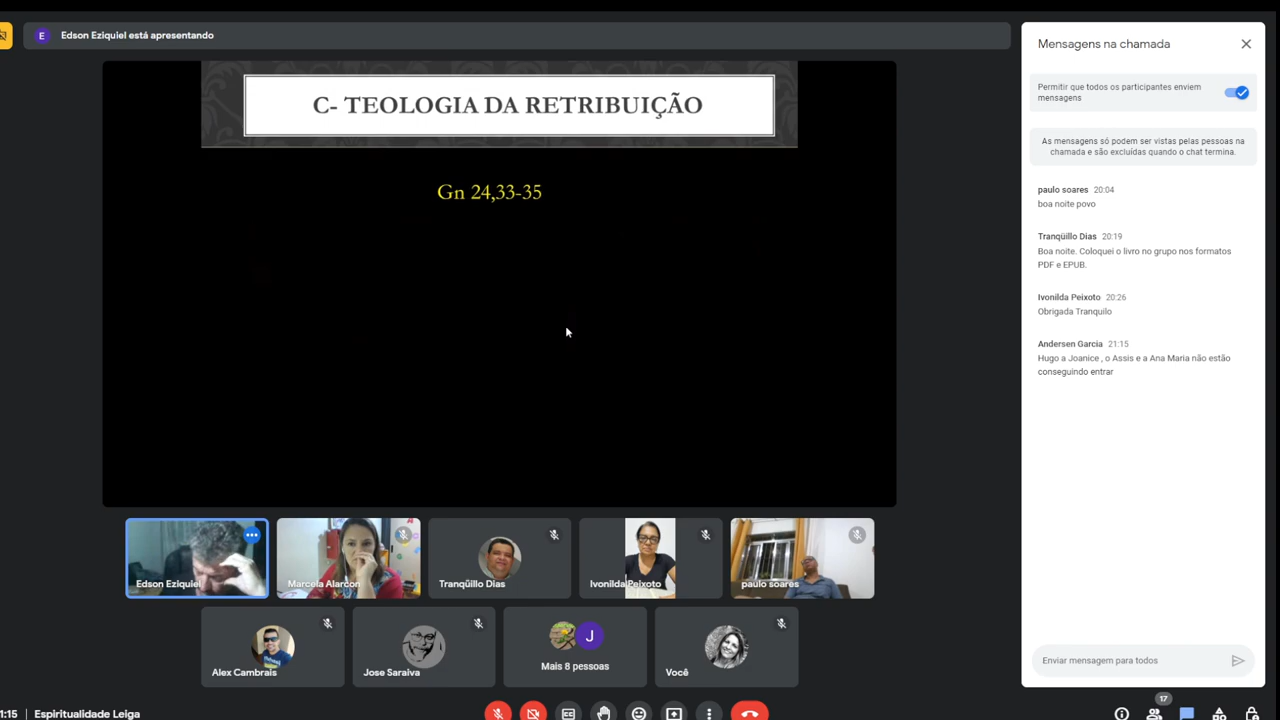 E Edson Eziquiel está apresentando
C- TEOLOGIA DA RETRIBUIÇÃO
Gn 24,33-35
Edson Eziquiel
Marcela Alarcon
Tranqüillo Dias
Ivonilda Peixoto
paulo soares
Alex Cambrais
Jose Saraiva
J
Mais 8 pessoas
Você
1:15 | Espiritualidade Leiga
17
Mensagens na chamada
Permitir que todos os participantes enviem
mensagens
As mensagens só podem ser vistas pelas pessoas na
chamada e são excluídas quando o chat termina.
paulo soares 20:04
boa noite povo
Tranqüillo Dias 20:19
Boa noite. Coloquei o livro no grupo nos formatos
PDF e EPUB.
Ivonilda Peixoto 20:26
Obrigada Tranquilo
Andersen Garcia 21:15
Hugo a Joanice , o Assis e a Ana Maria não estão
conseguindo entrar
Enviar mensagem para todos